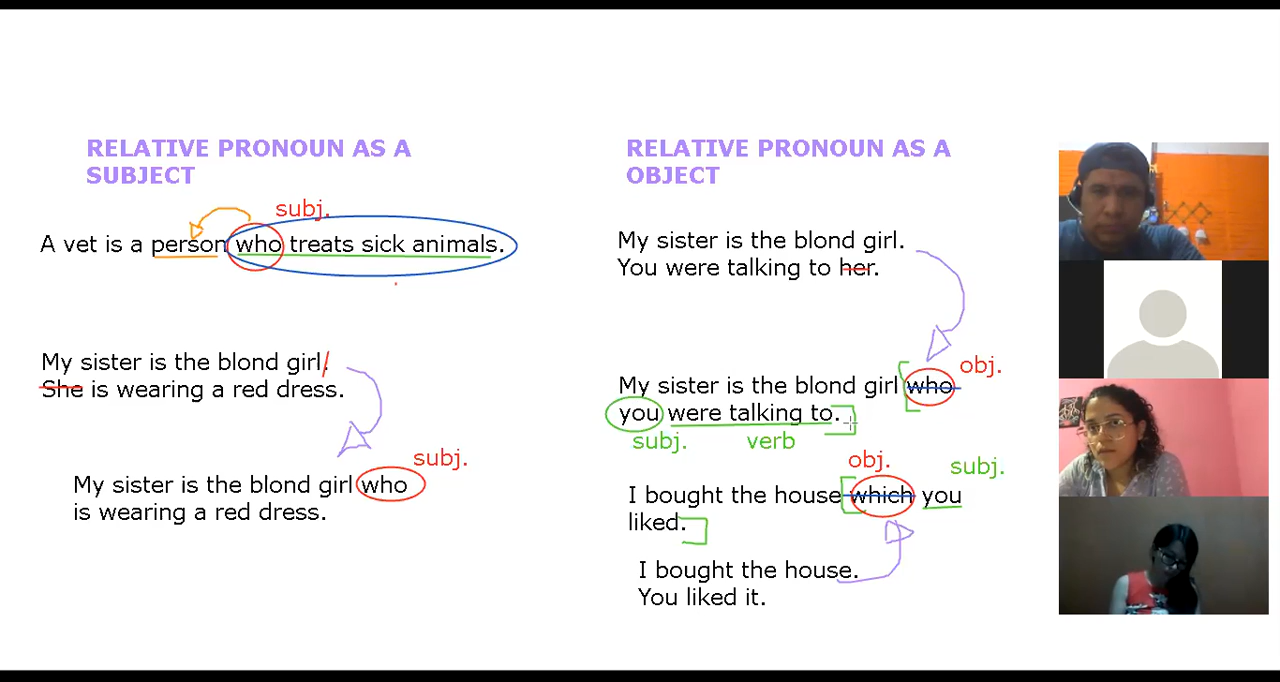 RELATIVE PRONOUN AS A
SUBJECT
subj.
A vet is a person who treats sick animals.
My sister is the blond girl.
She is wearing a red dress.
subj.
My sister is the blond girl who
is wearing a red dress.
RELATIVE PRONOUN AS A
OBJECT
My sister is the blond girl.
You were talking to her.
obj.
My sister is the blond girl who
you were talking to.
subj. verb
obj. subj.
I bought the house which you
liked.
I bought the house.
You liked it.